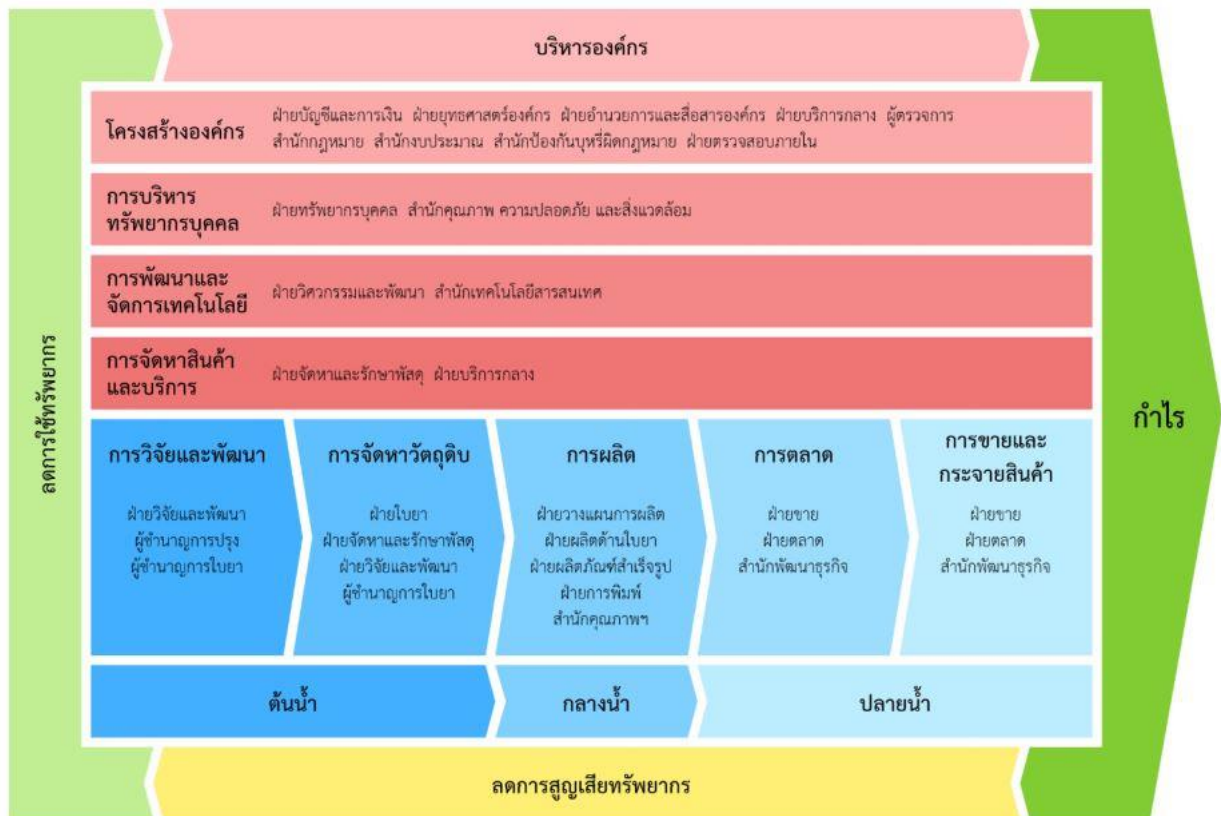 บริหารองค์กร
โครงสร้างองค์กร
ฝ่ายบัญชีและการเงิน ฝ่ายยุทธศาสตร์องค์กร ฝ่ายอำนวยการและสื่อสารองค์กร ฝ่ายบริการกลาง ผู้ตรวจการ
สำนักกฎหมาย สำนักงบประมาณ สำนักป้องกันบุหรี่ผิดกฎหมาย ฝ่ายตรวจสอบภายใน
การบริหาร
ทรัพยากรบุคคล
ฝ่ายทรัพยากรบุคคล สำนักคุณภาพ ความปลอดภัย และสิ่งแวดล้อม
การพัฒนาและ
จัดการเทคโนโลยี
ฝ่ายวิศวกรรมและพัฒนา สำนักเทคโนโลยีสารสนเทศ
การจัดหาสินค้า
และบริการ
ฝ่ายจัดหาและรักษาพัสดุ ฝ่ายบริการกลาง
ลดการใช้ทรัพยากร
กำไร
การวิจัยและพัฒนา
ฝ่ายวิจัยและพัฒนา
ผู้ชำนาญการปรุง
ผู้ชำนาญการใบยา
การจัดหาวัตถุดิบ
ฝ่ายใบยา
ฝ่ายจัดหาและรักษาพัสดุ
ฝ่ายวิจัยและพัฒนา
ผู้ชำนาญการใบยา
การผลิต
ฝ่ายวางแผนการผลิต
ฝ่ายผลิตด้านใบยา
ฝ่ายผลิตภัณฑ์สำเร็จรูป
ฝ่ายการพิมพ์
สำนักคุณภาพฯ
การตลาด
ฝ่ายขาย
ฝ่ายตลาด
สำนักพัฒนาธุรกิจ
การขายและ
กระจายสินค้า
ฝ่ายขาย
ฝ่ายตลาด
สำนักพัฒนาธุรกิจ
ต้นน้ำ
กลางน้ำ
ปลายน้ำ
ลดการสูญเสียทรัพยากร